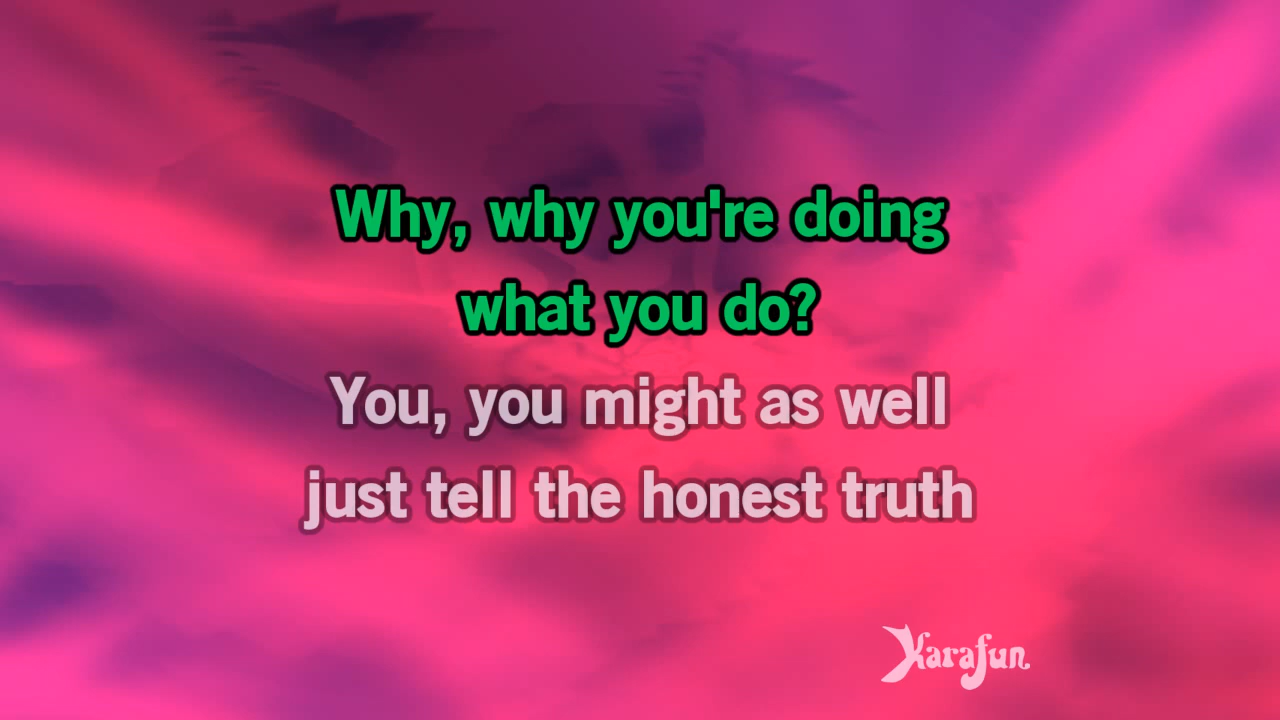 Why, why you're doing
what you do?
You, you might as well
just tell the honest truth
Karafun